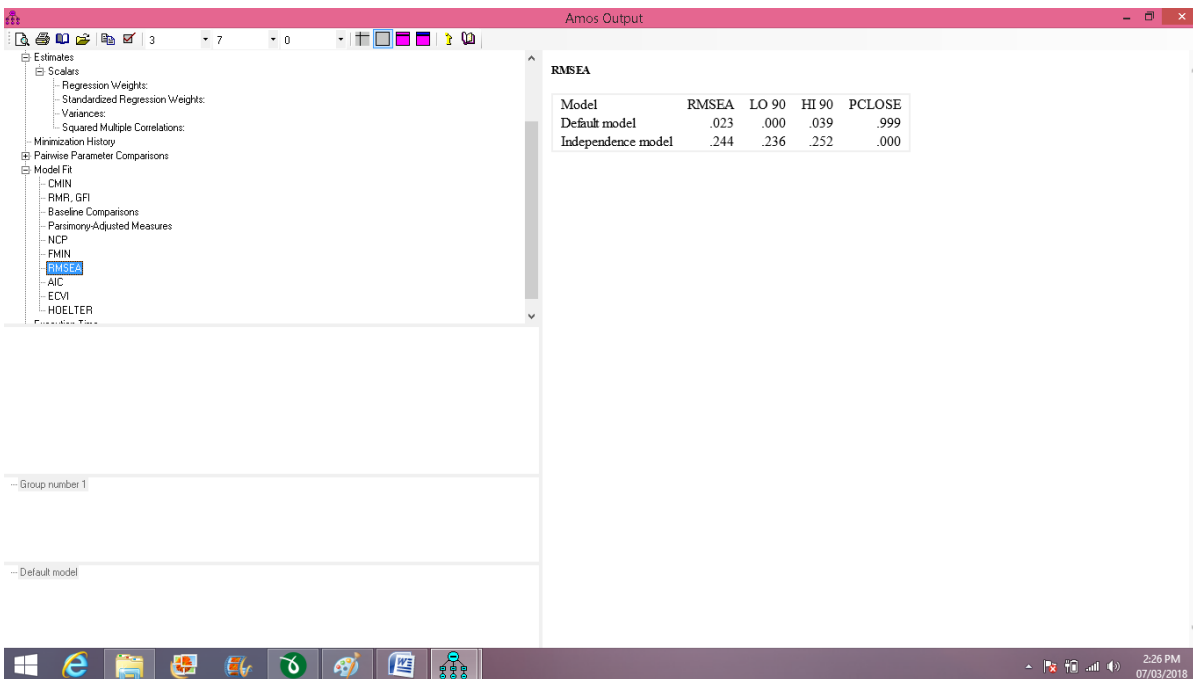 Amos Output
3 7 0
Estimates
Scalars
Regression Weights:
Standardized Regression Weights:
Variances:
Squared Multiple Correlations:
Minimization History
Pairwise Parameter Comparisons
Model Fit
CMIN
RMR, GFI
Baseline Comparisons
Parsimony-Adjusted Measures
NCP
FMIN
RMSEA
AIC
ECVI
HOELTER
Execution Time
Group number 1
Default model
RMSEA
Model RMSEA LO 90 HI 90 PCLOSE
Default model .023 .000 .039 .999
Independence model .244 .236 .252 .000
2:26 PM
07/03/2018